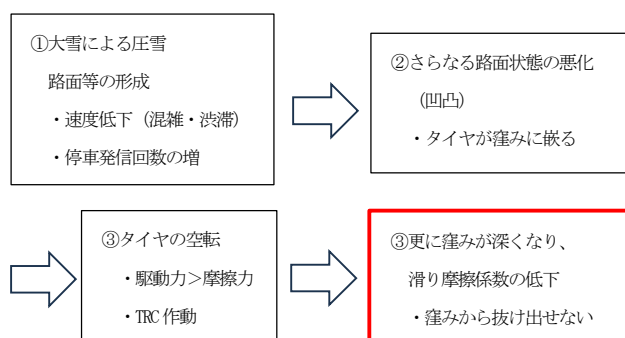 ①大雪による圧雪
路面等の形成
・速度低下（混雑・渋滞）
・停車発信回数の増
②さらなる路面状態の悪化
（凹凸）
・タイヤが窪みに嵌る
③タイヤの空転
・駆動力＞摩擦力
・TRC 作動
③更に窪みが深くなり、
滑り摩擦係数の低下
・窪みから抜け出せない